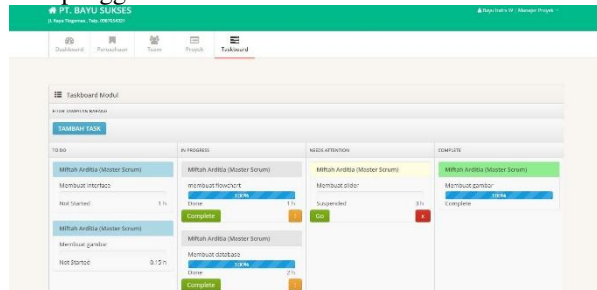 PT. BAYU SUKSES
Bayu Indra W | Manajer Proyek
Dashboard
Perusahaan
Team
Proyek
Taskboard
Taskboard Modul
TAMBAH TASK
TO DO
IN PROGRESS
NEEDS ATTENTION
COMPLETE
Miftah Arditia (Master Scrum)
Membuat interface
Not Started 1 h
Miftah Arditia (Master Scrum)
Membuat gambar
Not Started 0.15 h
Miftah Arditia (Master Scrum)
membuat flowchart
100%
Done 1 h
Complete !
Miftah Arditia (Master Scrum)
Membuat database
100%
Done 2 h
Complete
Miftah Arditia (Master Scrum)
Membuat slider
Suspended 3 h
Go x
Miftah Arditia (Master Scrum)
Membuat gambar
100%
Complete